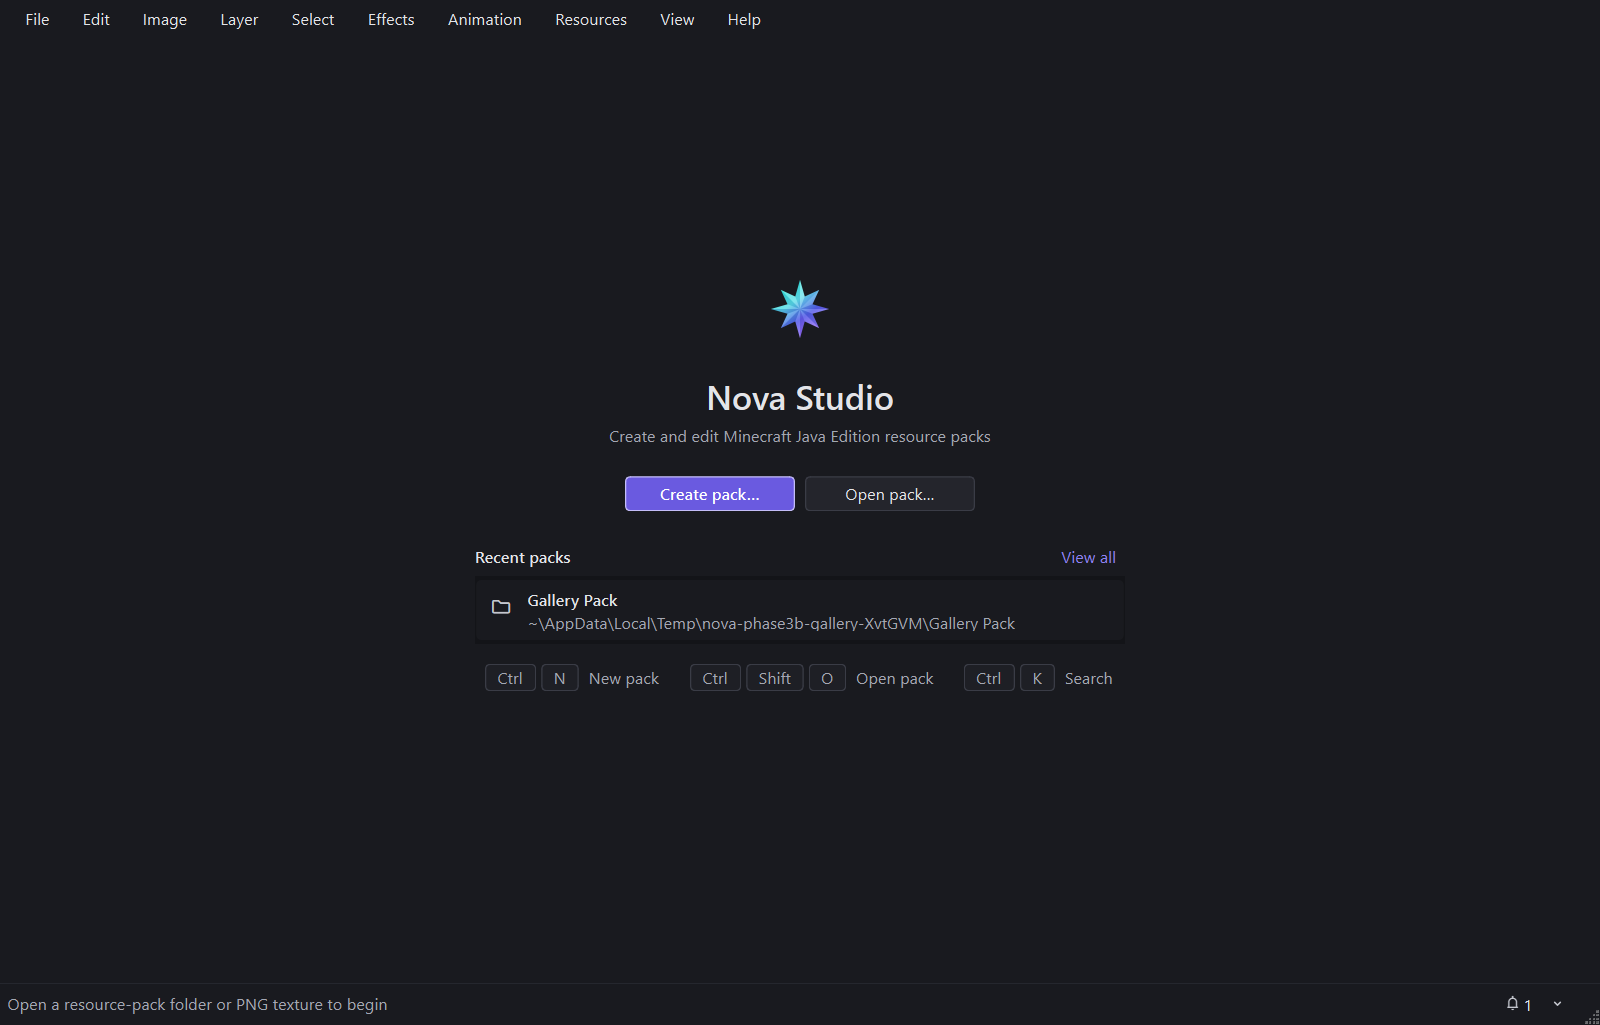 File Edit Image Layer Select Effects Animation Resources View Help
Nova Studio
Create and edit Minecraft Java Edition resource packs
Create pack... Open pack...
Recent packs View all
Gallery Pack
~\AppData\Local\Temp\nova-phase3b-gallery-XvtGVM\Gallery Pack
Ctrl N New pack Ctrl Shift O Open pack Ctrl K Search
Open a resource-pack folder or PNG texture to begin 1